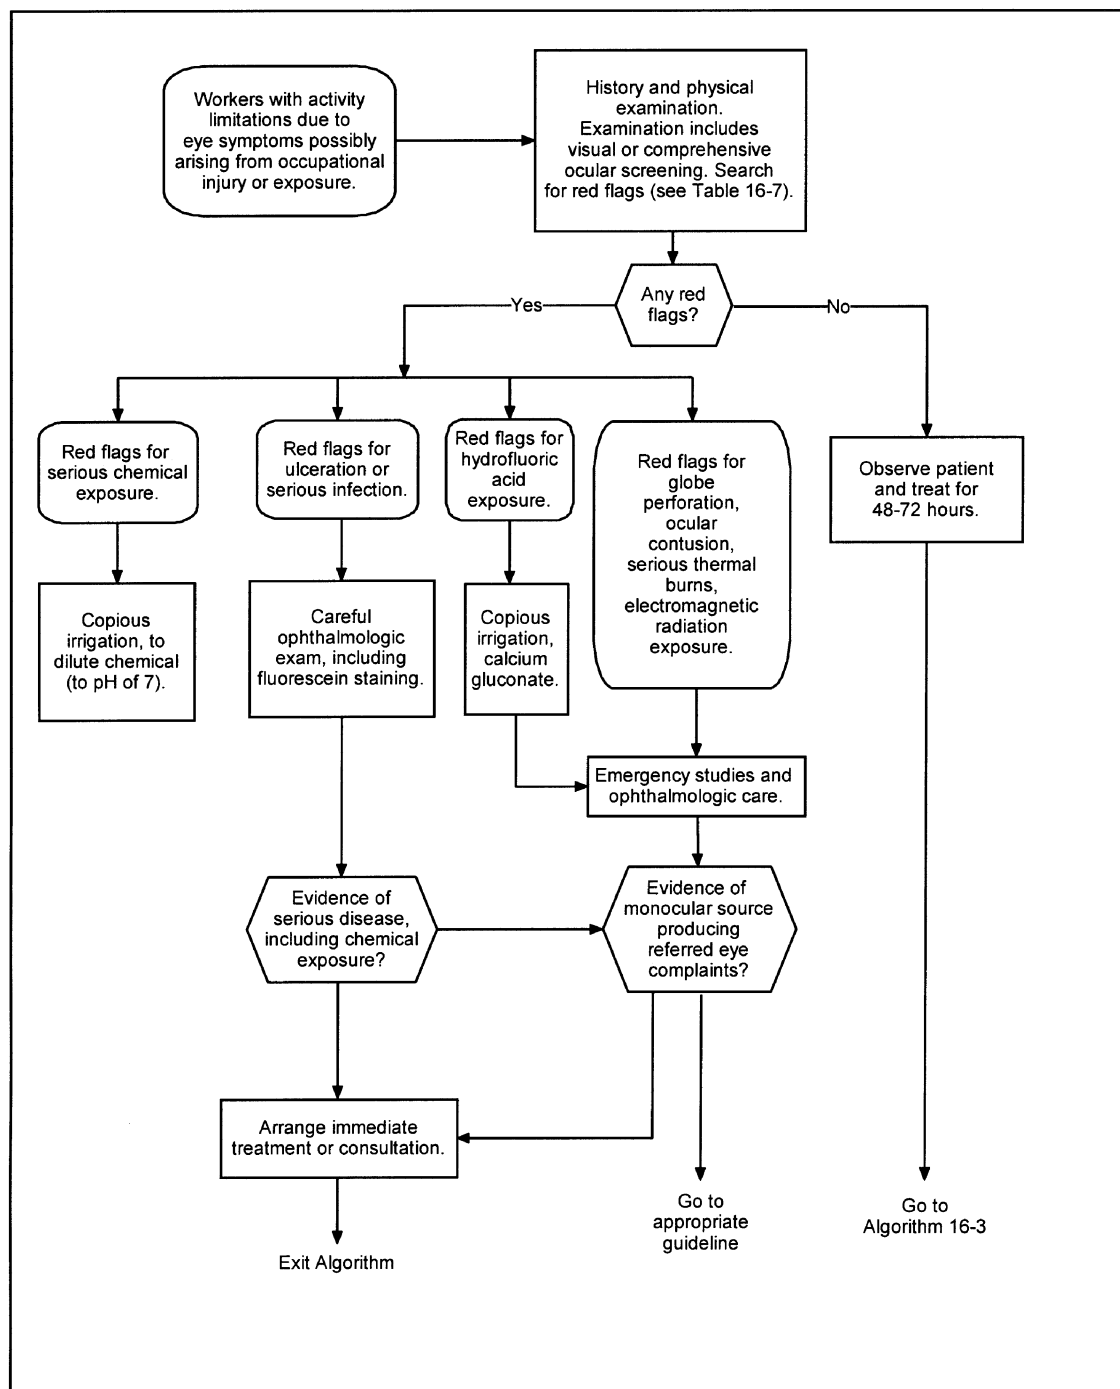 Workers with activity
limitations due to
eye symptoms possibly
arising from occupational
injury or exposure.
History and physical
examination.
Examination includes
visual or comprehensive
ocular screening. Search
for red flags (see Table 16-7).
Any red
flags?
Yes
No
Red flags for
serious chemical
exposure.
Red flags for
ulceration or
serious infection.
Red flags for
hydrofluoric
acid
exposure.
Red flags for
globe
perforation,
ocular
contusion,
serious thermal
burns,
electromagnetic
radiation
exposure.
Observe patient
and treat for
48-72 hours.
Copious
irrigation, to
dilute chemical
(to pH of 7).
Careful
ophthalmologic
exam, including
fluorescein staining.
Copious
irrigation,
calcium
gluconate.
Emergency studies and
ophthalmologic care.
Evidence of
serious disease,
including chemical
exposure?
Evidence of
monocular source
producing
referred eye
complaints?
Arrange immediate
treatment or consultation.
Exit Algorithm
Go to
appropriate
guideline
Go to
Algorithm 16-3